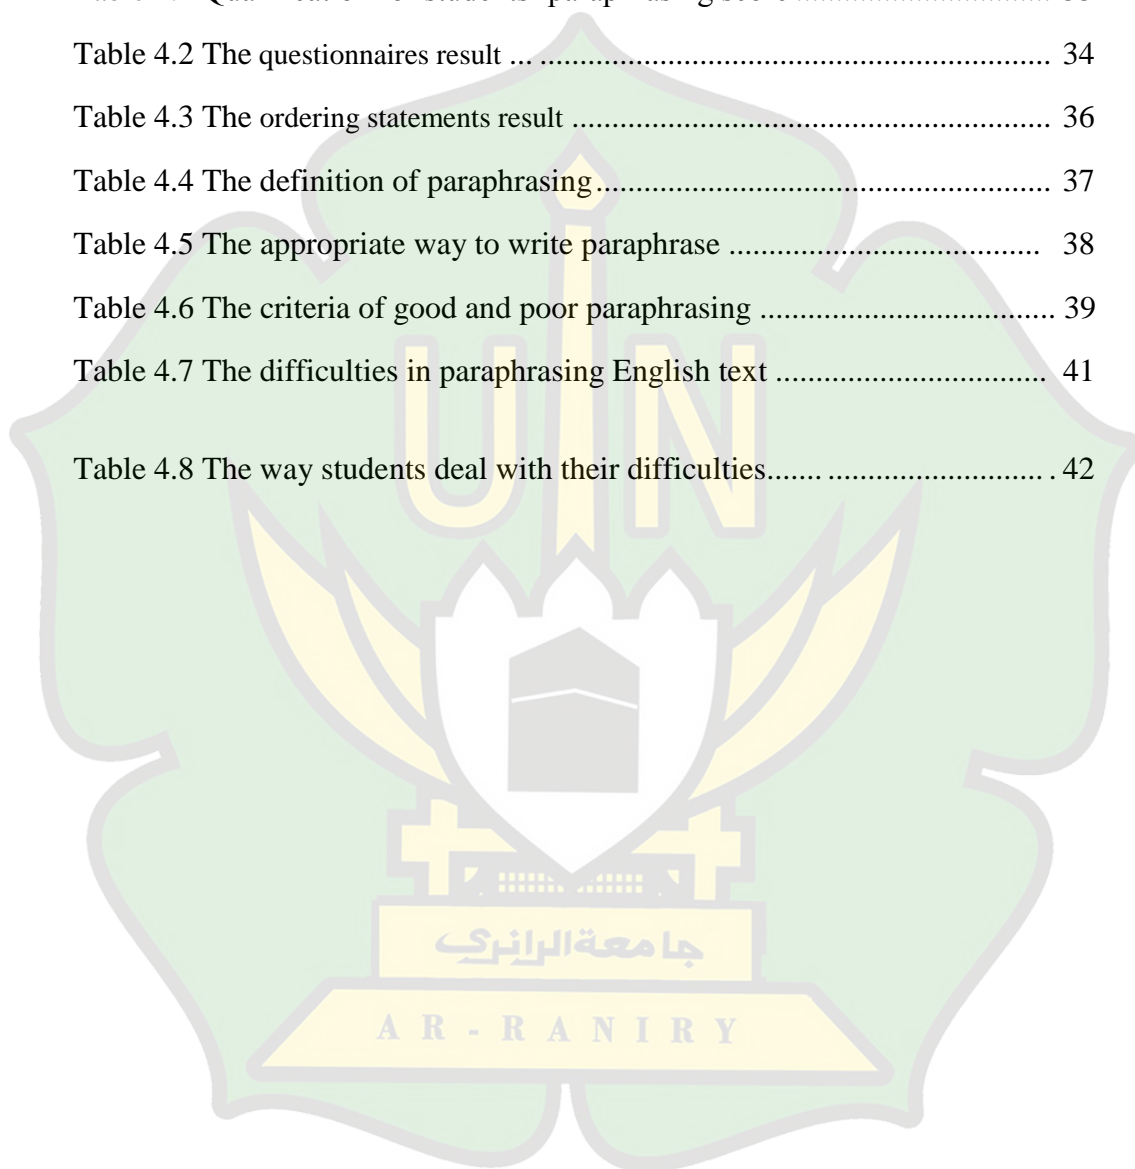 Table 4.2 The questionnaires result ... ................................................................ 34
Table 4.3 The ordering statements result ............................................................ 36
Table 4.4 The definition of paraphrasing......................................................... 37
Table 4.5 The appropriate way to write paraphrase ....................................... 38
Table 4.6 The criteria of good and poor paraphrasing ..................................... 39
Table 4.7 The difficulties in paraphrasing English text .................................. 41
Table 4.8 The way students deal with their difficulties....... ........................... . 42
UIN
جامعة الرانري
AR-RANIRY